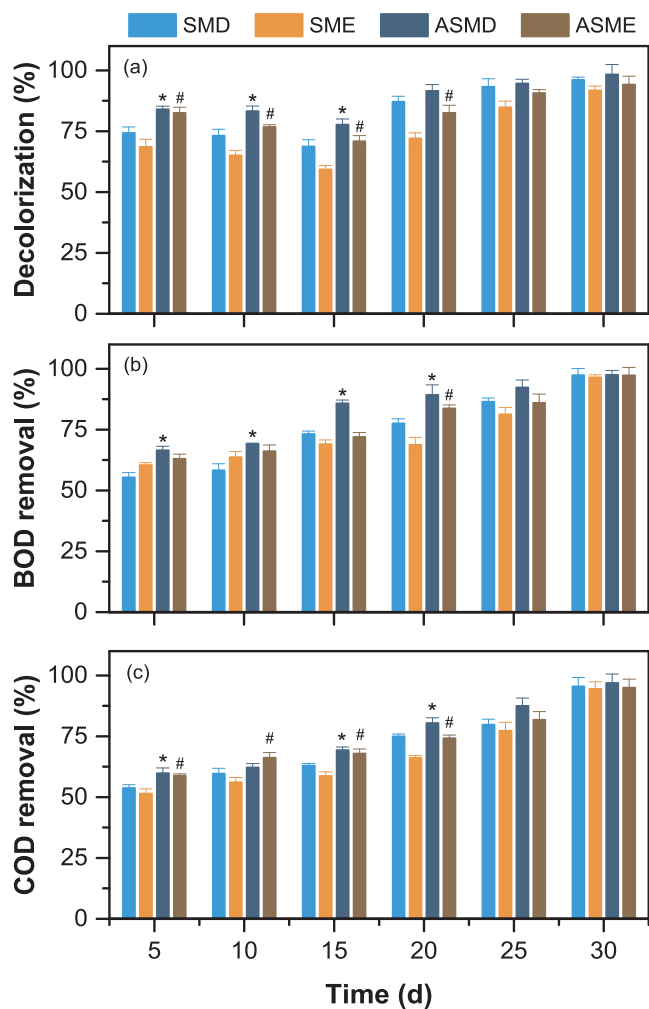 SMD SME ASMD ASME
(a)
Decolorization (%)
100
75
50
25
0
* # * # * # #
(b)
BOD removal (%)
100
75
50
25
0
* * * * #
(c)
COD removal (%)
100
75
50
25
0
* # # * # * #
5 10 15 20 25 30
Time (d)